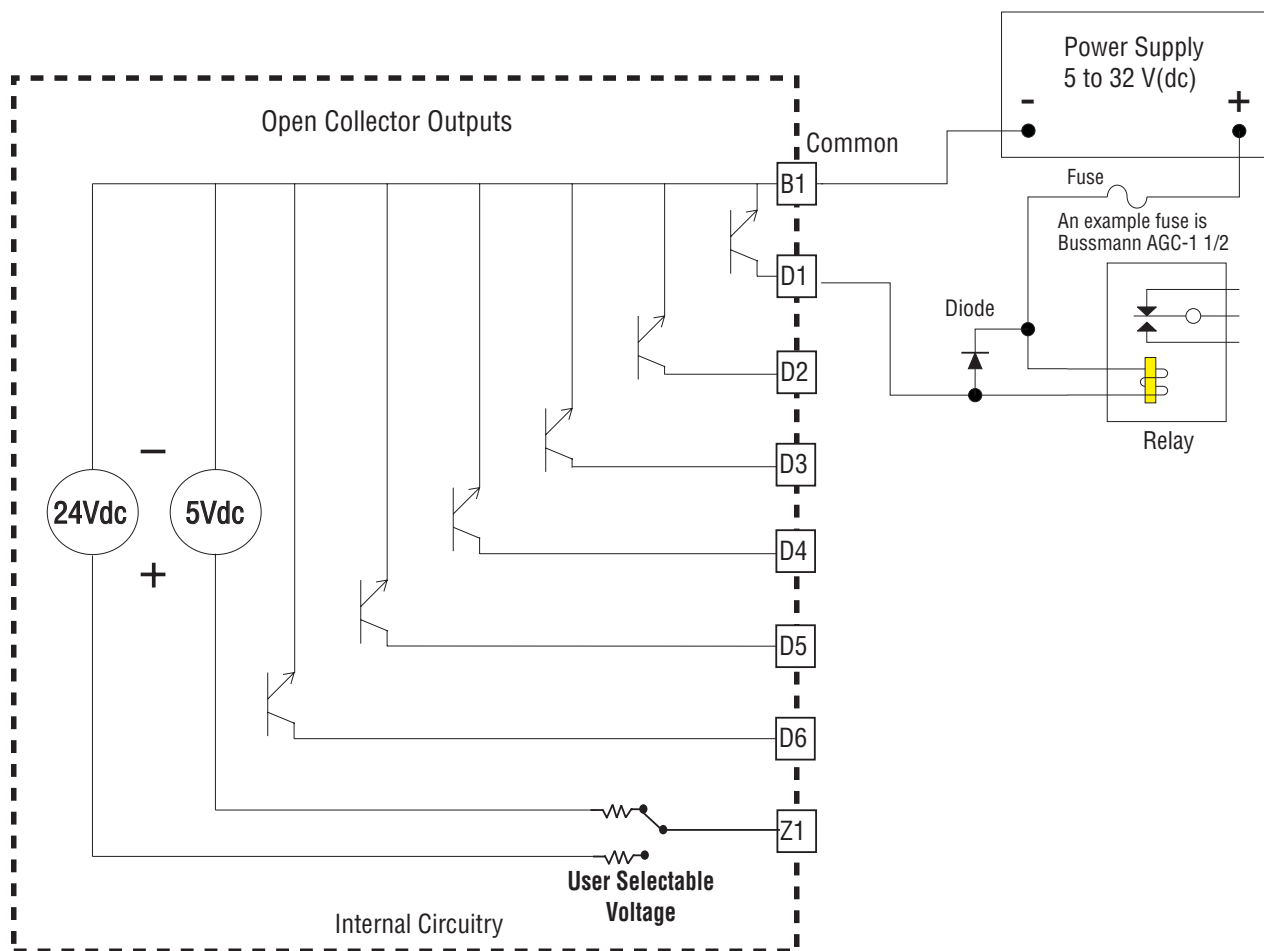 Power Supply
5 to 32 V(dc)
- +
Open Collector Outputs
Common
B1
Fuse
An example fuse is
Bussmann AGC-1 1/2
D1
Diode
D2
Relay
D3
24Vdc
− 5Vdc
+
D4
D5
D6
Z1
User Selectable
Voltage
Internal Circuitry